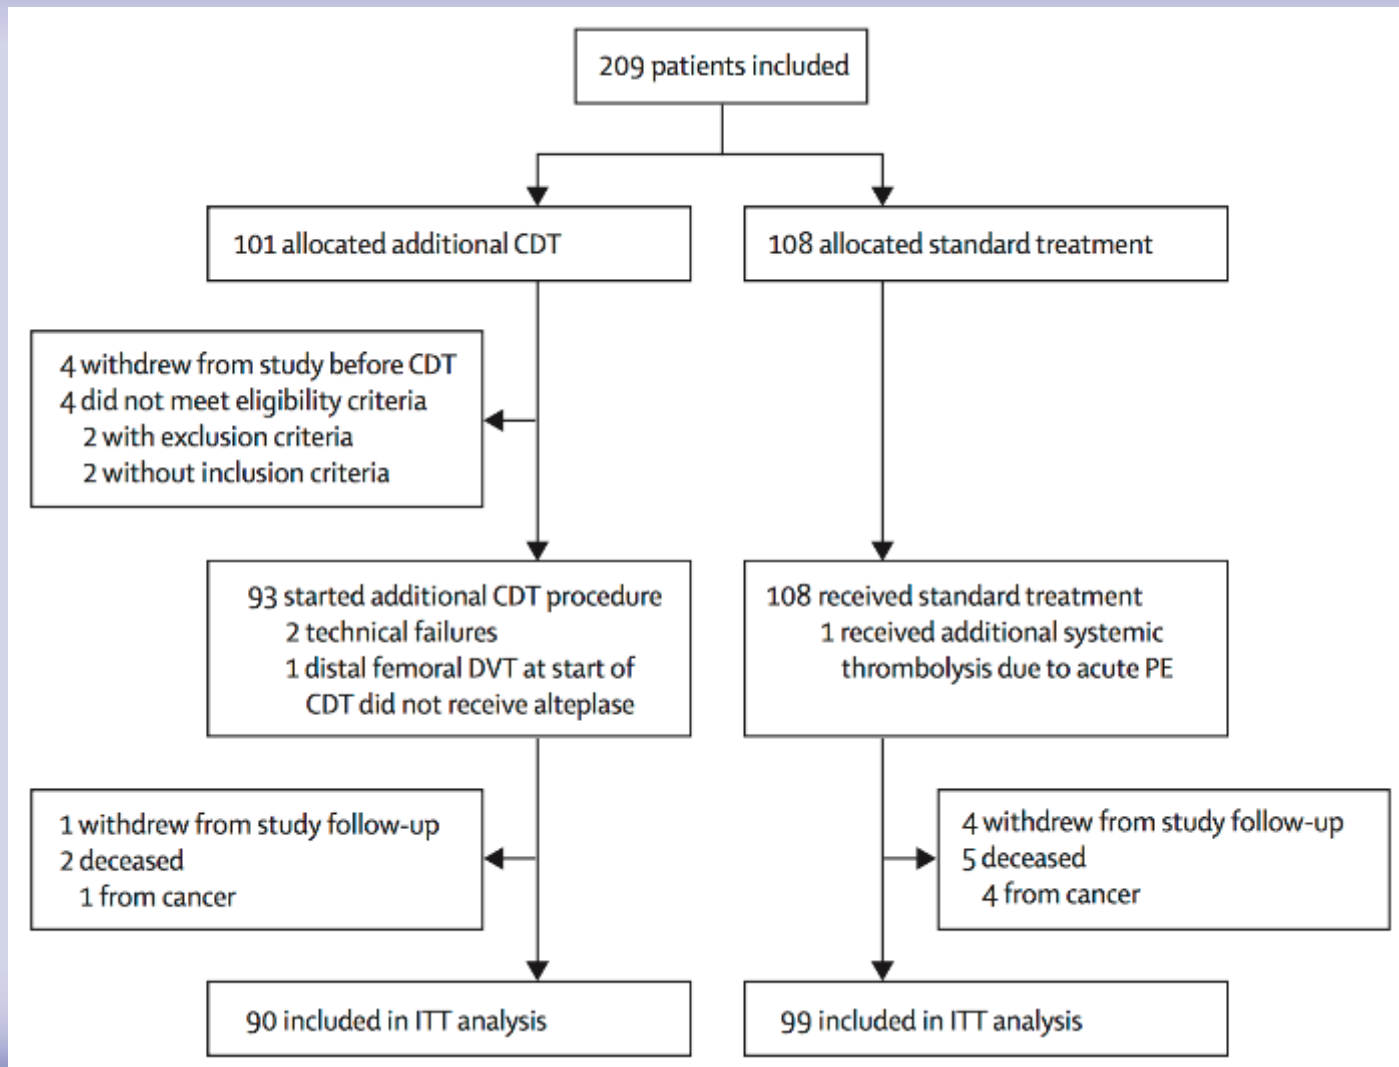 209 patients included
101 allocated additional CDT
108 allocated standard treatment
4 withdrew from study before CDT
4 did not meet eligibility criteria
2 with exclusion criteria
2 without inclusion criteria
93 started additional CDT procedure
2 technical failures
1 distal femoral DVT at start of
CDT did not receive alteplase
108 received standard treatment
1 received additional systemic
thrombolysis due to acute PE
1 withdrew from study follow-up
2 deceased
1 from cancer
4 withdrew from study follow-up
5 deceased
4 from cancer
90 included in ITT analysis
99 included in ITT analysis